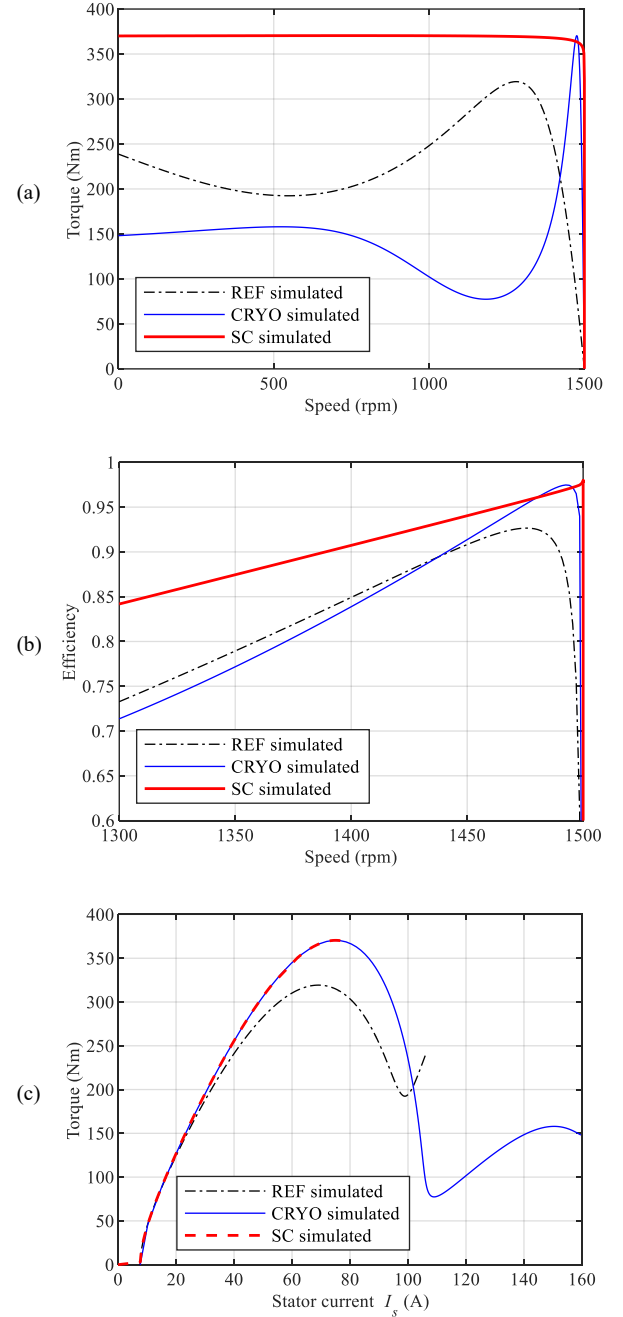 (a)
Torque (Nm)
400
350
300
250
200
150
100
50
0
REF simulated
CRYO simulated
SC simulated
0
500
1000
1500
Speed (rpm)
(b)
Efficiency
1
0.95
0.9
0.85
0.8
0.75
0.7
0.65
0.6
REF simulated
CRYO simulated
SC simulated
1300
1350
1400
1450
1500
Speed (rpm)
(c)
Torque (Nm)
400
350
300
250
200
150
100
50
0
REF simulated
CRYO simulated
SC simulated
0
20
40
60
80
100
120
140
160
Stator current I_s (A)